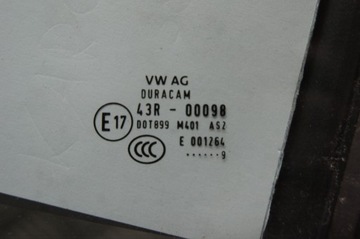 VW AG
DURACAM
43R - 00098
E17 DOT899 M401 AS2
CCC E 001264
······9